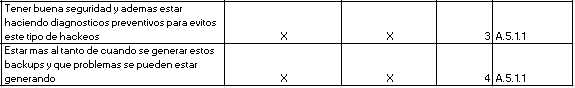 Tener buena seguridad y ademas estar
haciendo diagnosticos preventivos para evitos
este tipo de hackeos X X 3 A.5.1.1
Estar mas al tanto de cuando se generar estos
backups y que problemas se pueden estar
generando X X 4 A.5.1.1